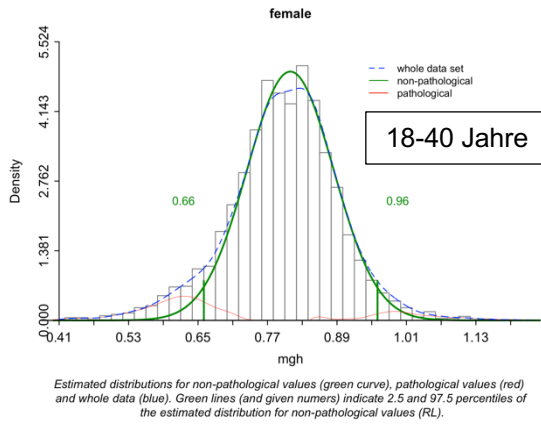 female
5.524
4.143
2.762
1.381
0.000
Density
whole data set
non-pathological
pathological
18-40 Jahre
0.66
0.96
0.41
0.53
0.65
0.77
0.89
1.01
1.13
mgh
Estimated distributions for non-pathological values (green curve), pathological values (red)
and whole data (blue). Green lines (and given numers) indicate 2.5 and 97.5 percentiles of
the estimated distribution for non-pathological values (RL).